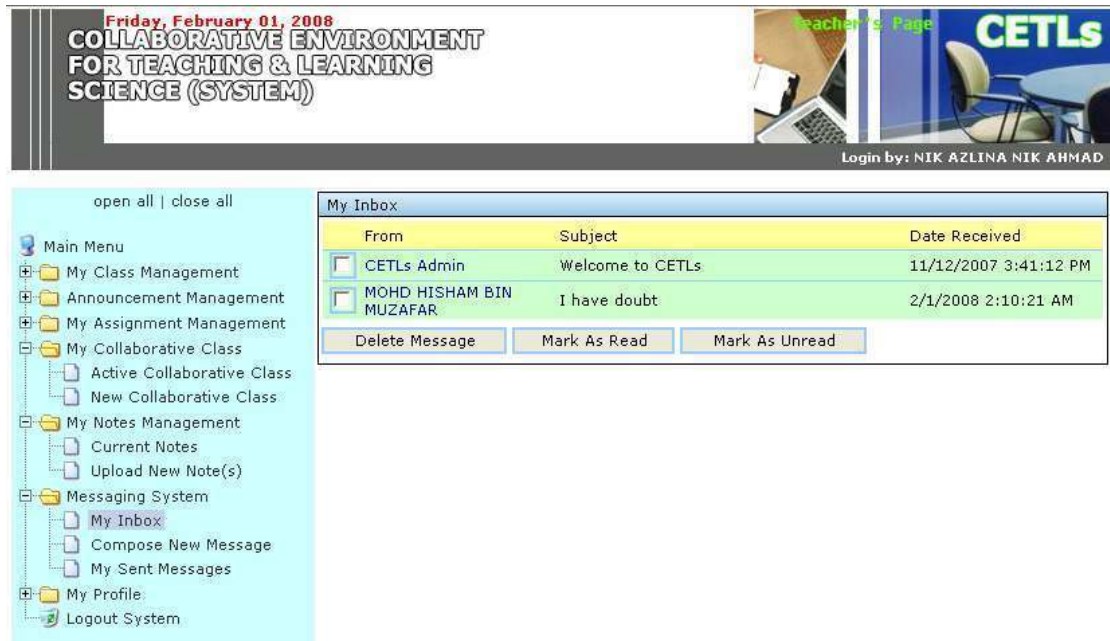 Friday, February 01, 2008
COLLABORATIVE ENVIRONMENT
FOR TEACHING & LEARNING
SCIENCE (SYSTEM)
Teacher's Page
CETLs
Login by: NIK AZLINA NIK AHMAD
open all | close all
Main Menu
My Class Management
Announcement Management
My Assignment Management
My Collaborative Class
Active Collaborative Class
New Collaborative Class
My Notes Management
Current Notes
Upload New Note(s)
Messaging System
My Inbox
Compose New Message
My Sent Messages
My Profile
Logout System
My Inbox
From Subject Date Received
CETLs Admin Welcome to CETLs 11/12/2007 3:41:12 PM
MOHD HISHAM BIN
MUZAFAR I have doubt 2/1/2008 2:10:21 AM
Delete Message Mark As Read Mark As Unread